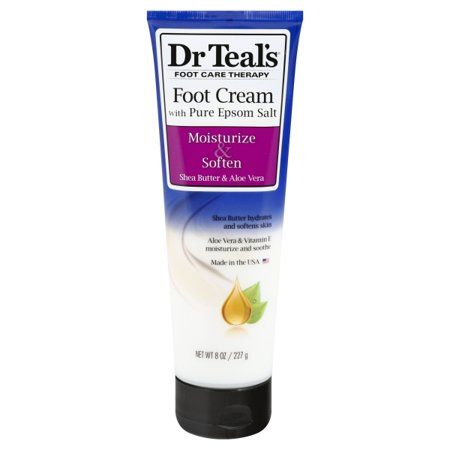 Dr Teal's
FOOT CARE THERAPY
Foot Cream
with Pure Epsom Salt
Moisturize
&
Soften
Shea Butter & Aloe Vera
Shea Butter hydrates
and softens skin
Aloe Vera & Vitamin E
moisturize and soothe
Made in the USA
NET WT 8 OZ / 227 g